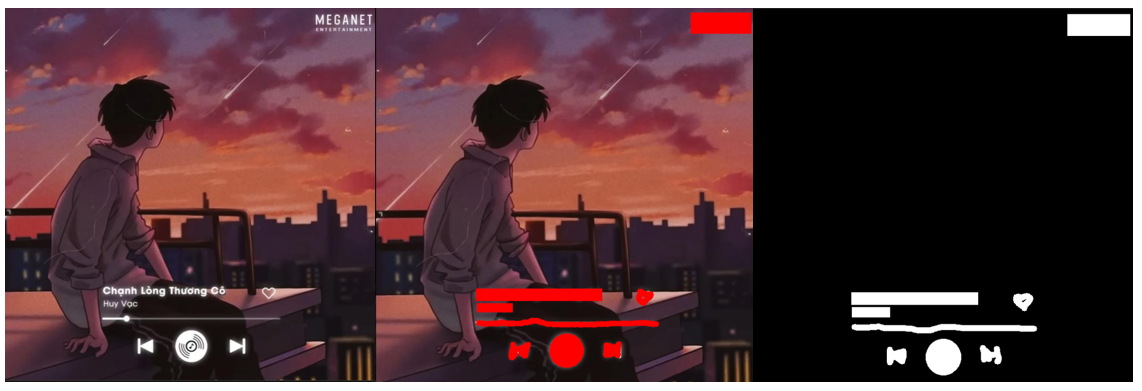 MEGANET
ENTERTAINMENT
Chạnh Lòng Thương Cô
Huy Vạc